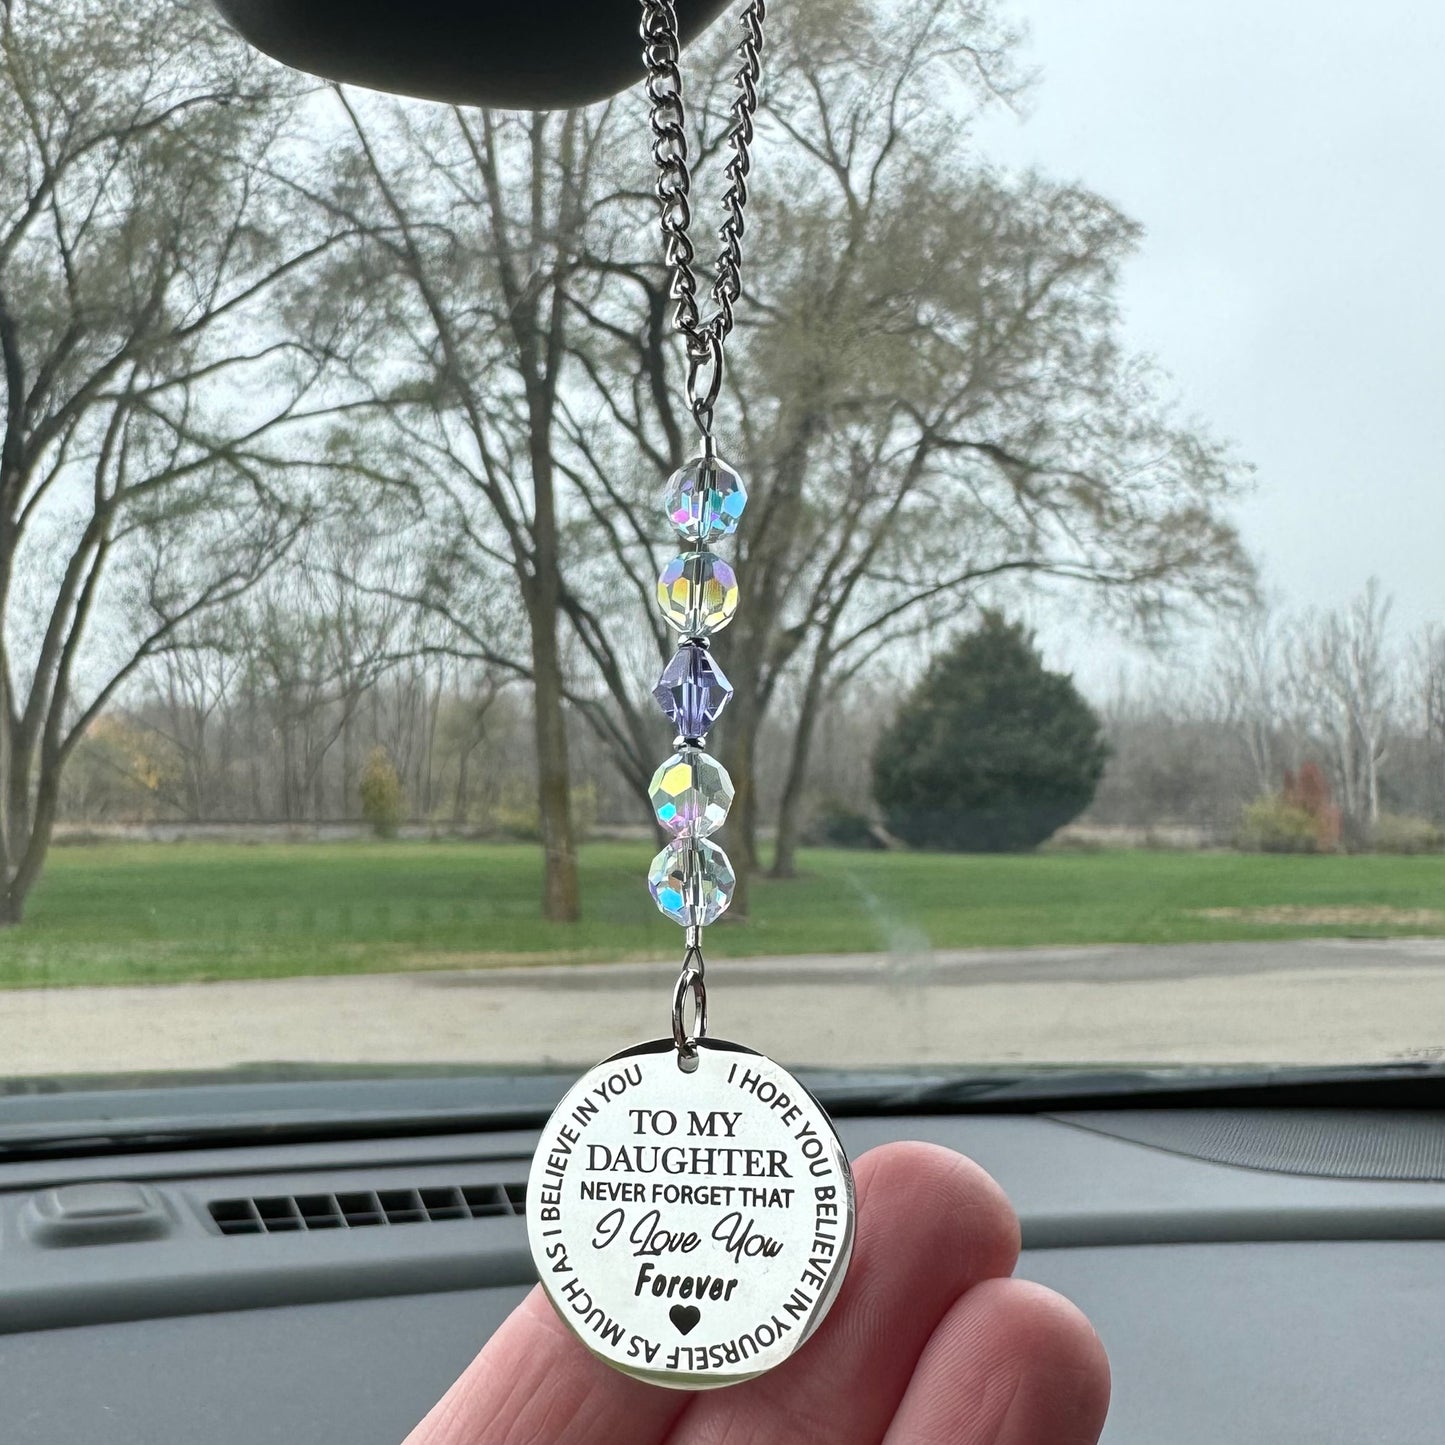 I HOPE YOU BELIEVE IN YOURSELF AS MUCH AS I BELIEVE IN YOU
TO MY
DAUGHTER
NEVER FORGET THAT
I Love You
Forever